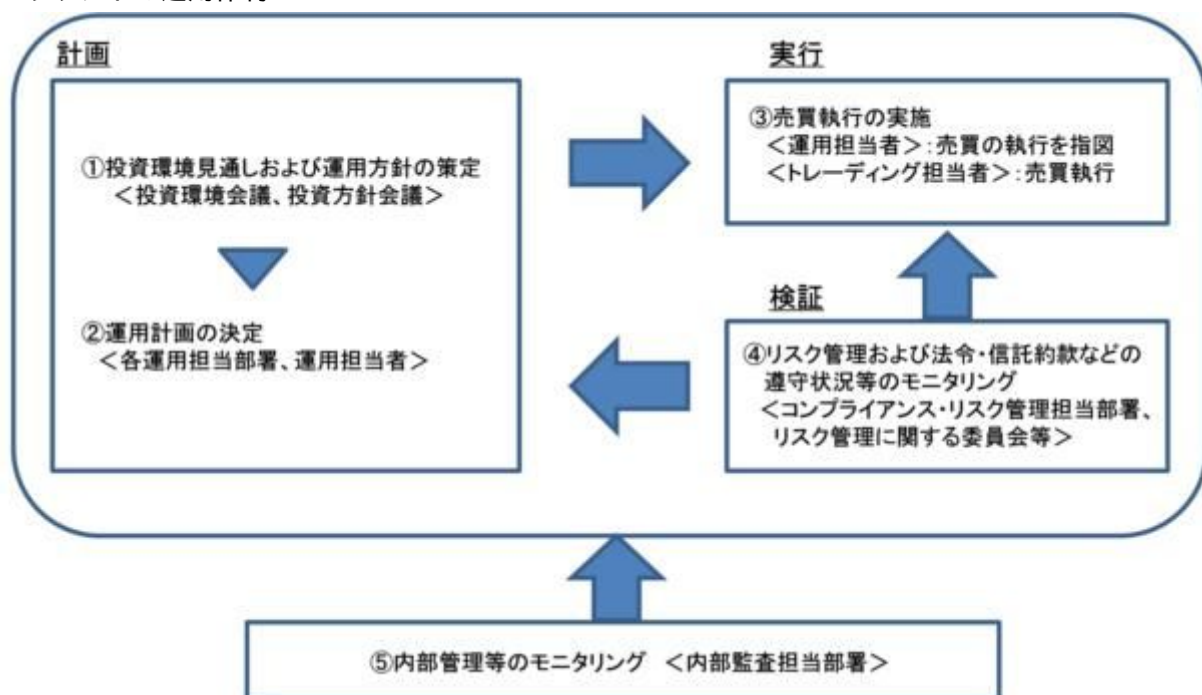 計画
①投資環境見通しおよび運用方針の策定
＜投資環境会議、投資方針会議＞
②運用計画の決定
＜各運用担当部署、運用担当者＞
実行
③売買執行の実施
＜運用担当者＞：売買の執行を指図
＜トレーディング担当者＞：売買執行
検証
④リスク管理および法令・信託約款などの
遵守状況等のモニタリング
＜コンプライアンス・リスク管理担当部署、
リスク管理に関する委員会等＞
⑤内部管理等のモニタリング ＜内部監査担当部署＞